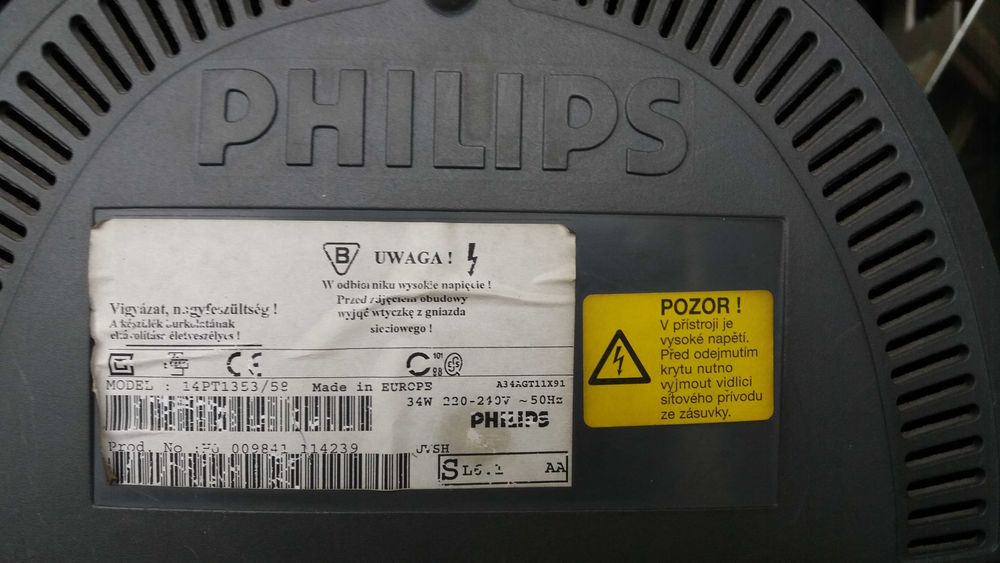 PHILIPS
B UWAGA !
W odbiorniku wysokie napięcie !
Przed zdjęciem obudowy
wyjąć wtyczkę z gniazda
sieciowego !
Vigyázat, nagyfeszültség !
A készülék burkolatának
eltávolítása életveszélyes !
CE
MODEL : 14PT1353/58 Made in EUROPE A34AGT11X91
34W 220-240V ~50Hz
PHILIPS
Prod. No : 009841 114239
S L6.1 AA
POZOR !
V přístroji je
vysoké napětí.
Před odejmutím
krytu nutno
vyjmout vidlici
síťového přívodu
ze zásuvky.